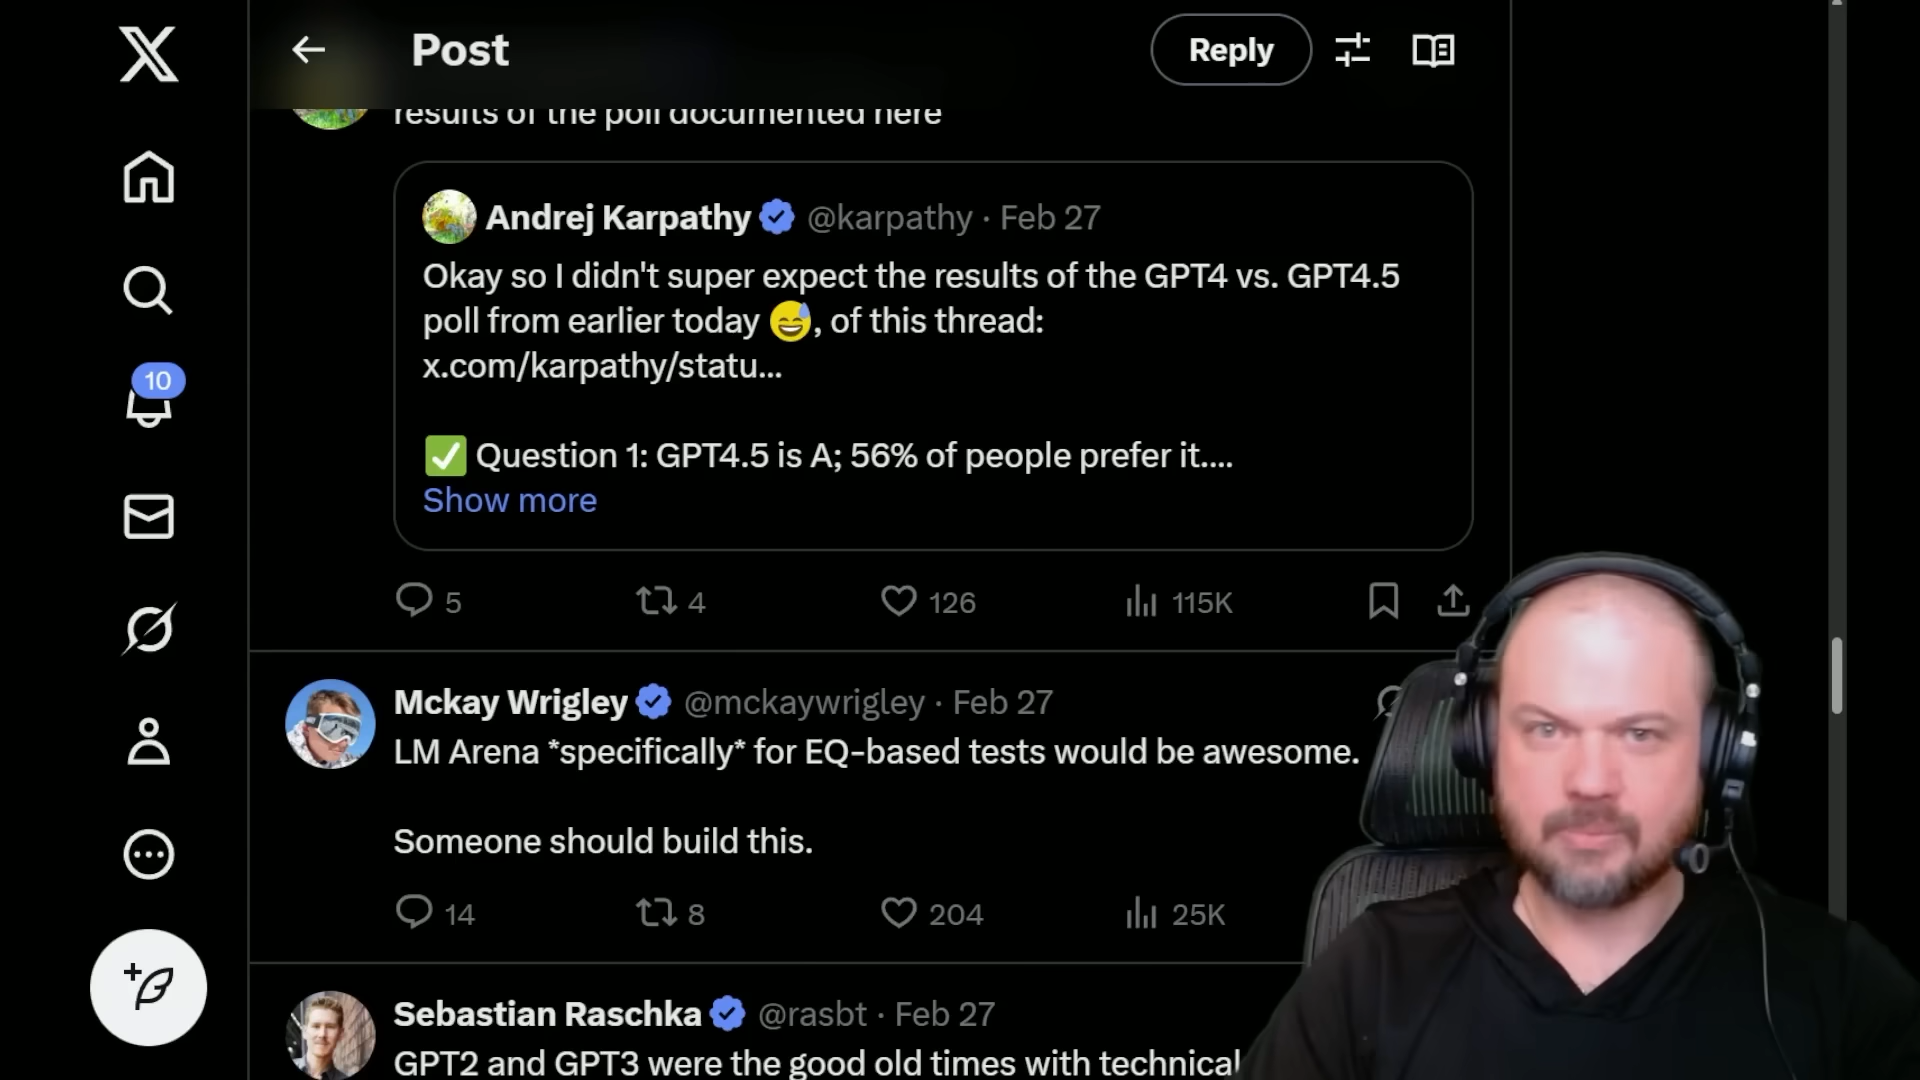 Post
Reply
results of the poll documented here
Andrej Karpathy @karpathy · Feb 27
Okay so I didn't super expect the results of the GPT4 vs. GPT4.5
poll from earlier today 😅, of this thread:
x.com/karpathy/statu...
✅ Question 1: GPT4.5 is A; 56% of people prefer it....
Show more
10
5
4
126
115K
Mckay Wrigley @mckaywrigley · Feb 27
LM Arena *specifically* for EQ-based tests would be awesome.
Someone should build this.
14
8
204
25K
Sebastian Raschka @rasbt · Feb 27
GPT2 and GPT3 were the good old times with technical